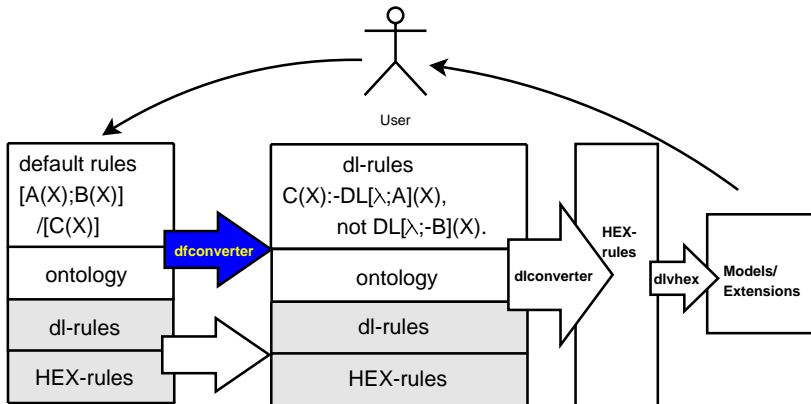 User
default rules
[A(X);B(X)]
/[C(X)]
ontology
dl-rules
HEX-rules
dfconverter
dl-rules
C(X):-DL[λ;A](X),
not DL[λ;-B](X).
ontology
dl-rules
HEX-rules
dlconverter
HEX-
rules
dlvhex
Models/
Extensions